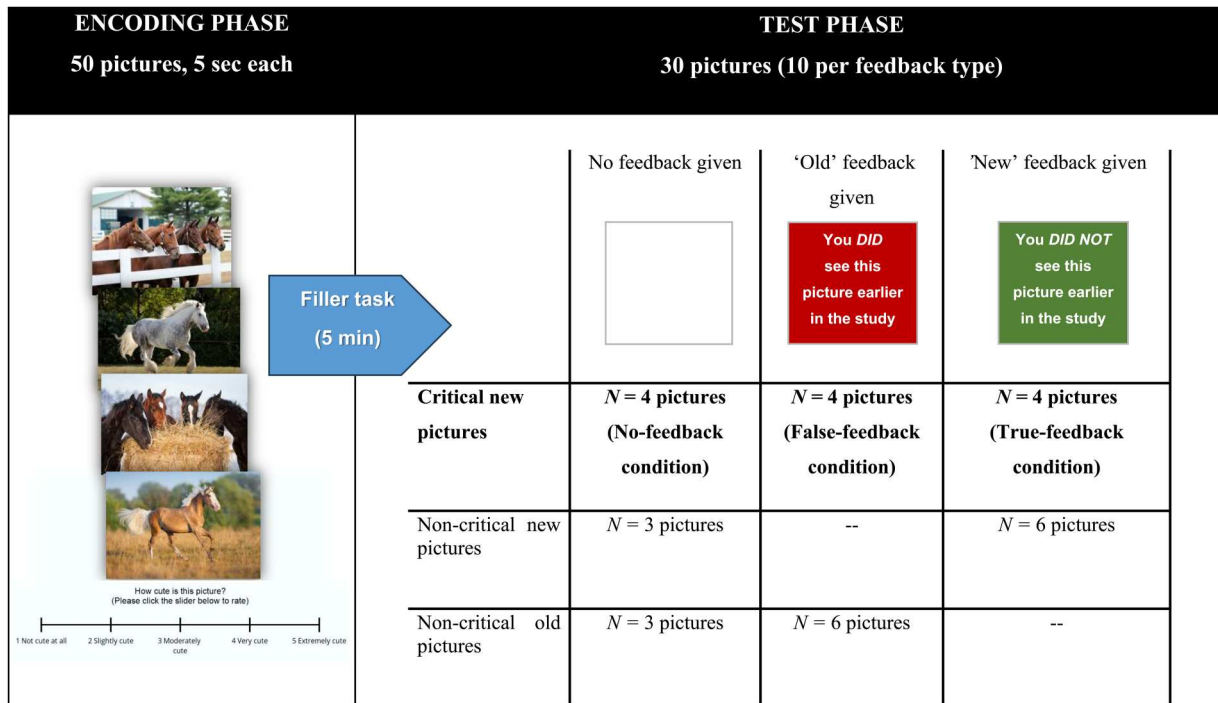 ENCODING PHASE
50 pictures, 5 sec each
TEST PHASE
30 pictures (10 per feedback type)
Filler task
(5 min)
How cute is this picture?
(Please click the slider below to rate)
1 Not cute at all
2 Slightly cute
3 Moderately
cute
4 Very cute
5 Extremely cute
No feedback given
‘Old’ feedback
given
'New' feedback given
You DID
see this
picture earlier
in the study
You DID NOT
see this
picture earlier
in the study
Critical new
pictures
N = 4 pictures
(No-feedback
condition)
N = 4 pictures
(False-feedback
condition)
N = 4 pictures
(True-feedback
condition)
Non-critical new
pictures
N = 3 pictures
--
N = 6 pictures
Non-critical old
pictures
N = 3 pictures
N = 6 pictures
--